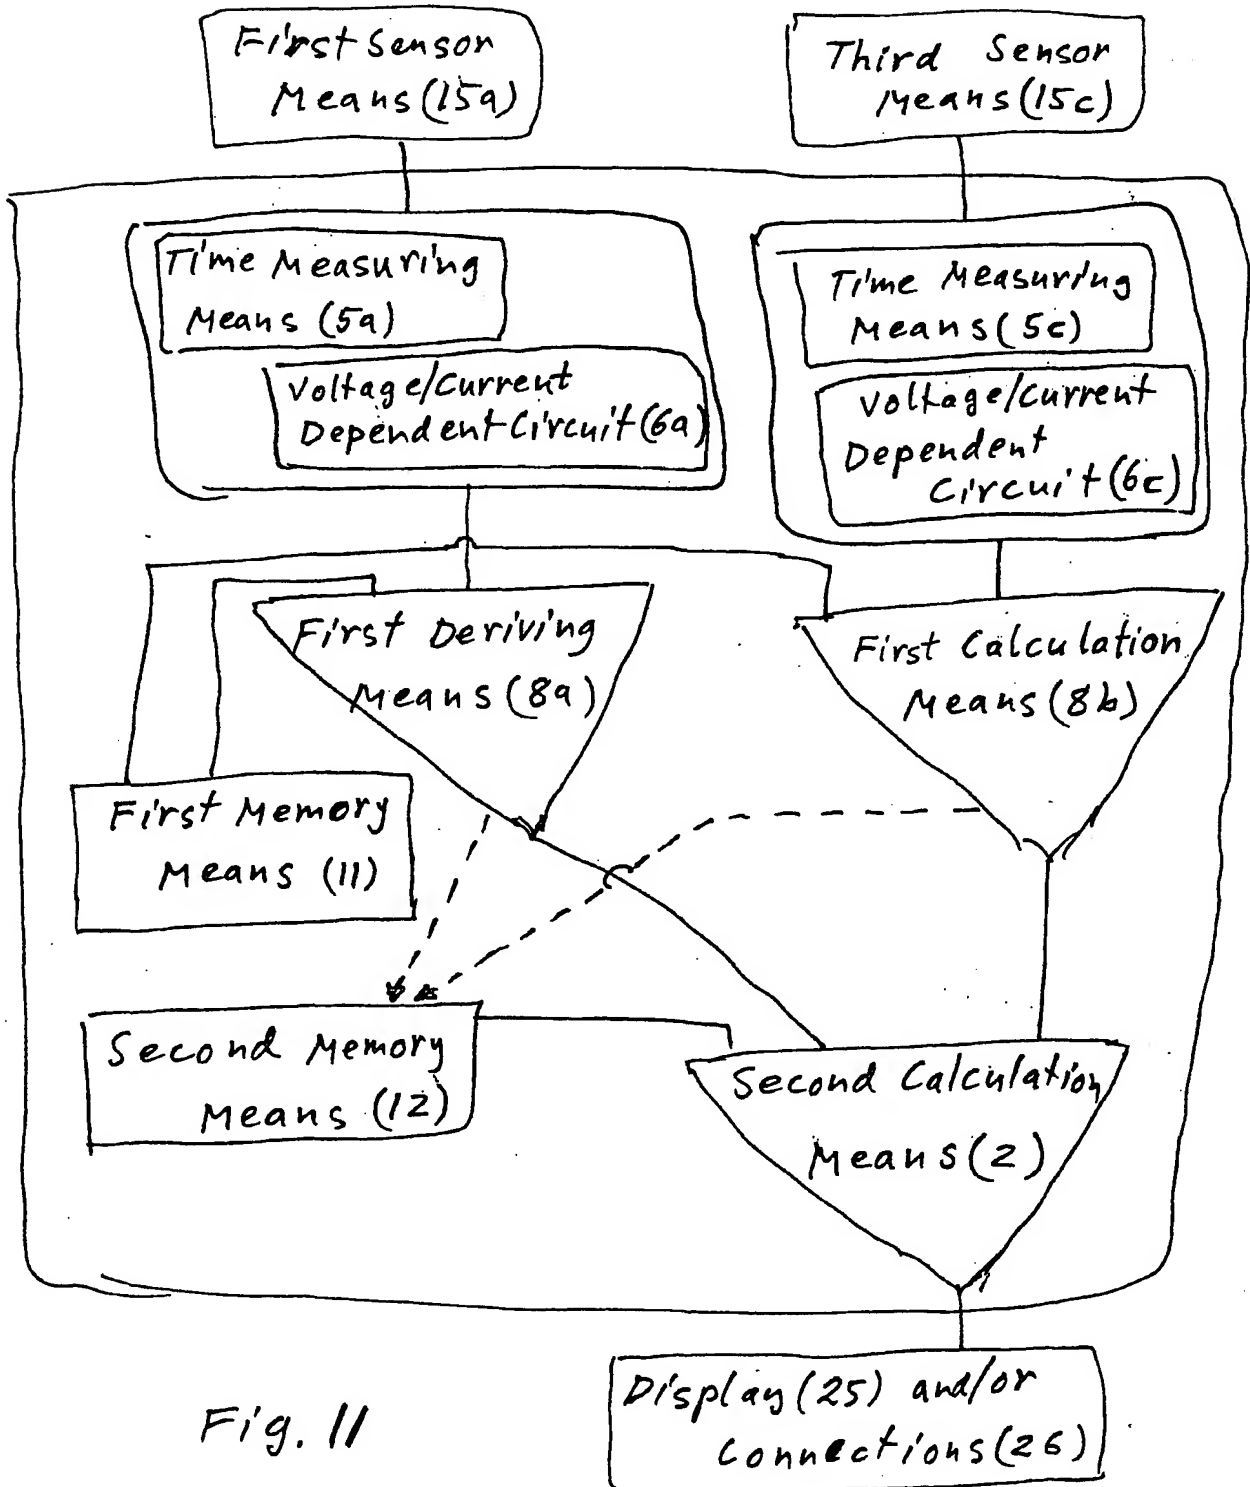 First Sensor
Means (15a)
Third Sensor
Means (15c)
Time Measuring
Means (5a)
Voltage/Current
Dependent Circuit (6a)
Time Measuring
Means (5c)
Voltage/Current
Dependent
Circuit (6c)
First Deriving
Means (8a)
First Calculation
Means (8b)
First Memory
Means (11)
Second Memory
Means (12)
Second Calculation
Means (2)
Display (25) and/or
Connections (26)
Fig. 11